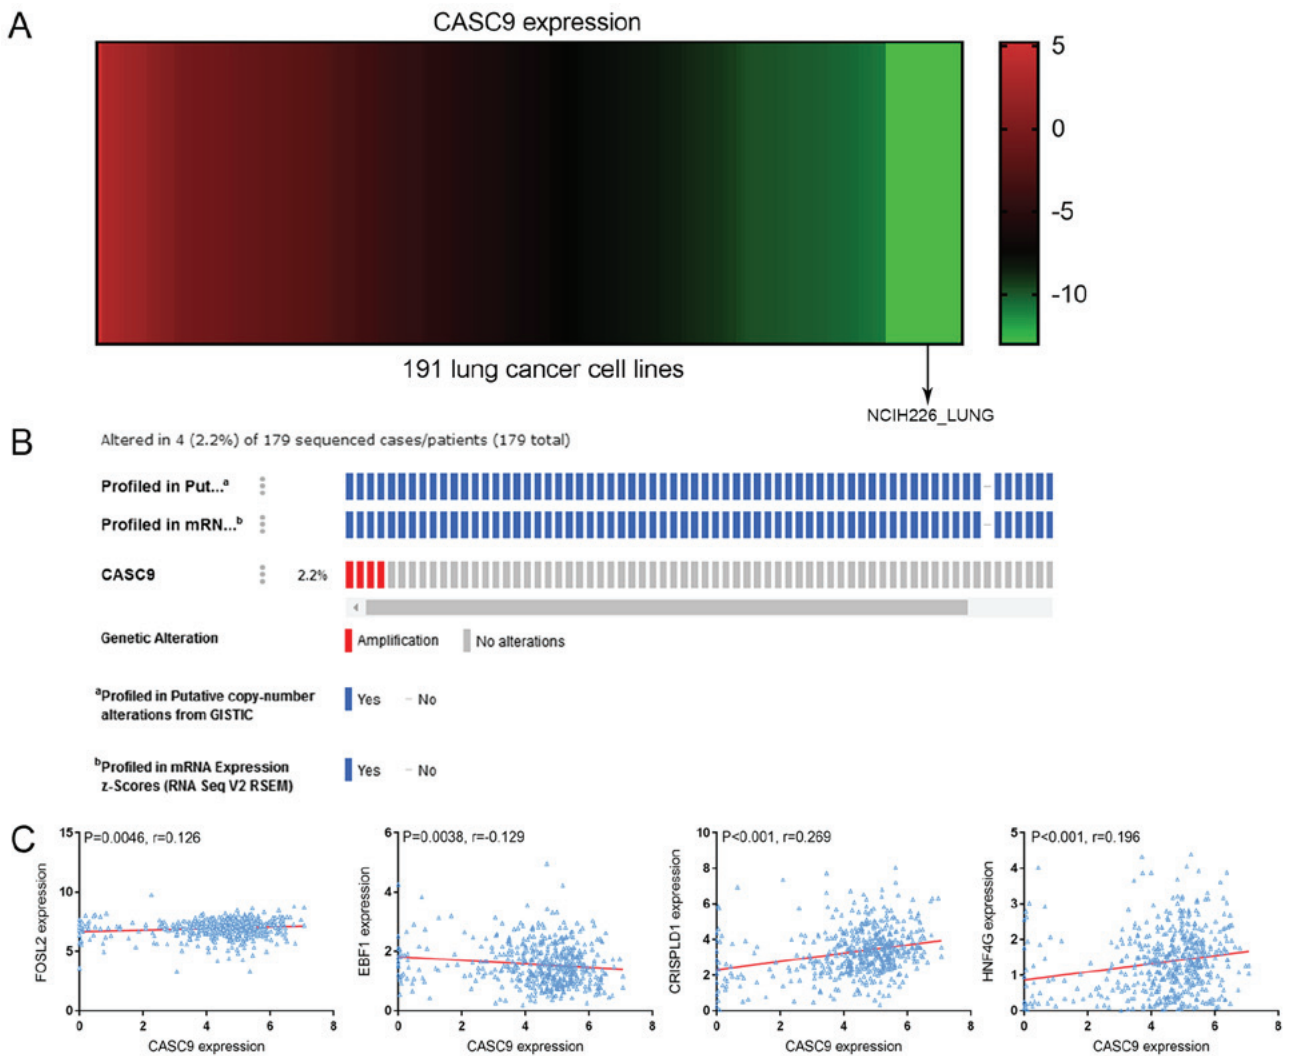 A
CASC9 expression
5
0
-5
-10
191 lung cancer cell lines
NCIH226_LUNG
B
Altered in 4 (2.2%) of 179 sequenced cases/patients (179 total)
Profiled in Put...a
Profiled in mRN...b
CASC9 2.2%
Genetic Alteration Amplification No alterations
aProfiled in Putative copy-number
alterations from GISTIC
Yes – No
bProfiled in mRNA Expression
z-Scores (RNA Seq V2 RSEM)
Yes – No
C
P=0.0046, r=0.126
15
10
5
0
FOSL2 expression
0 2 4 6 8
CASC9 expression
P=0.0038, r=-0.129
6
4
2
0
EBF1 expression
0 2 4 6 8
CASC9 expression
P<0.001, r=0.269
10
8
6
4
2
0
CRISPLD1 expression
0 2 4 6 8
CASC9 expression
P<0.001, r=0.196
5
4
3
2
1
0
HNF4G expression
0 2 4 6 8
CASC9 expression